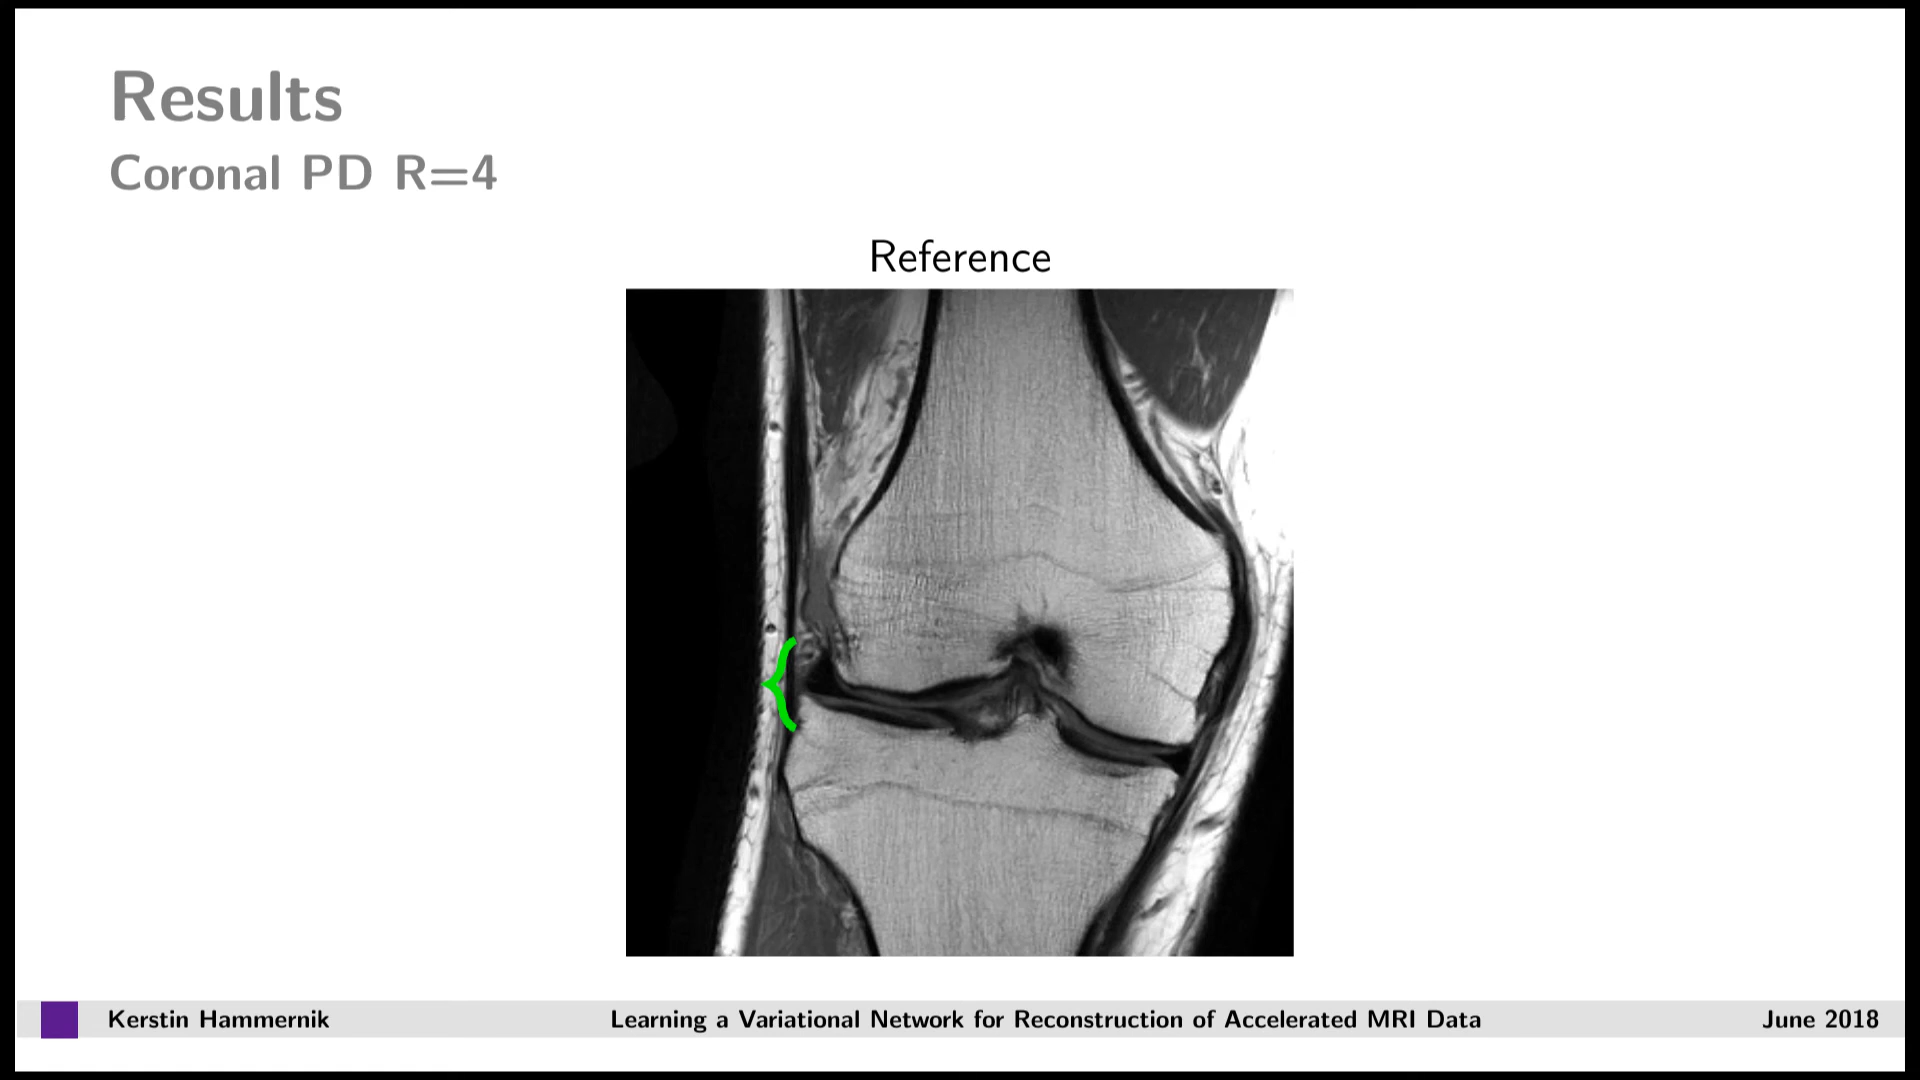 Results
Coronal PD R=4
Reference
Kerstin Hammernik
Learning a Variational Network for Reconstruction of Accelerated MRI Data
June 2018